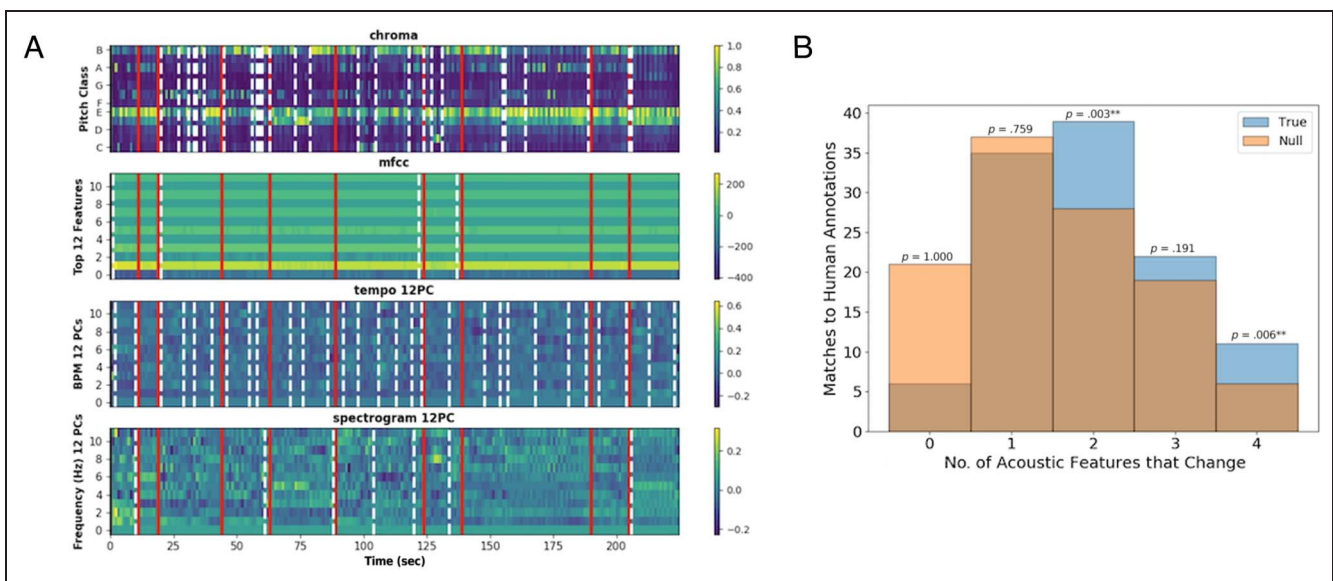 A
chroma
Pitch Class
B
A
G
F
E
D
C
1.0
0.8
0.6
0.4
0.2
mfcc
Top 12 Features
10
8
6
4
2
0
200
0
−200
−400
tempo 12PC
BPM 12 PCs
10
8
6
4
2
0
0.6
0.4
0.2
0.0
−0.2
spectrogram 12PC
Frequency (Hz) 12 PCs
10
8
6
4
2
0
0.2
0.0
−0.2
0 25 50 75 100 125 150 175 200
Time (sec)
B
Matches to Human Annotations
40
35
30
25
20
15
10
5
0
p = 1.000
p = .759
p = .003**
p = .191
p = .006**
True
Null
0 1 2 3 4
No. of Acoustic Features that Change